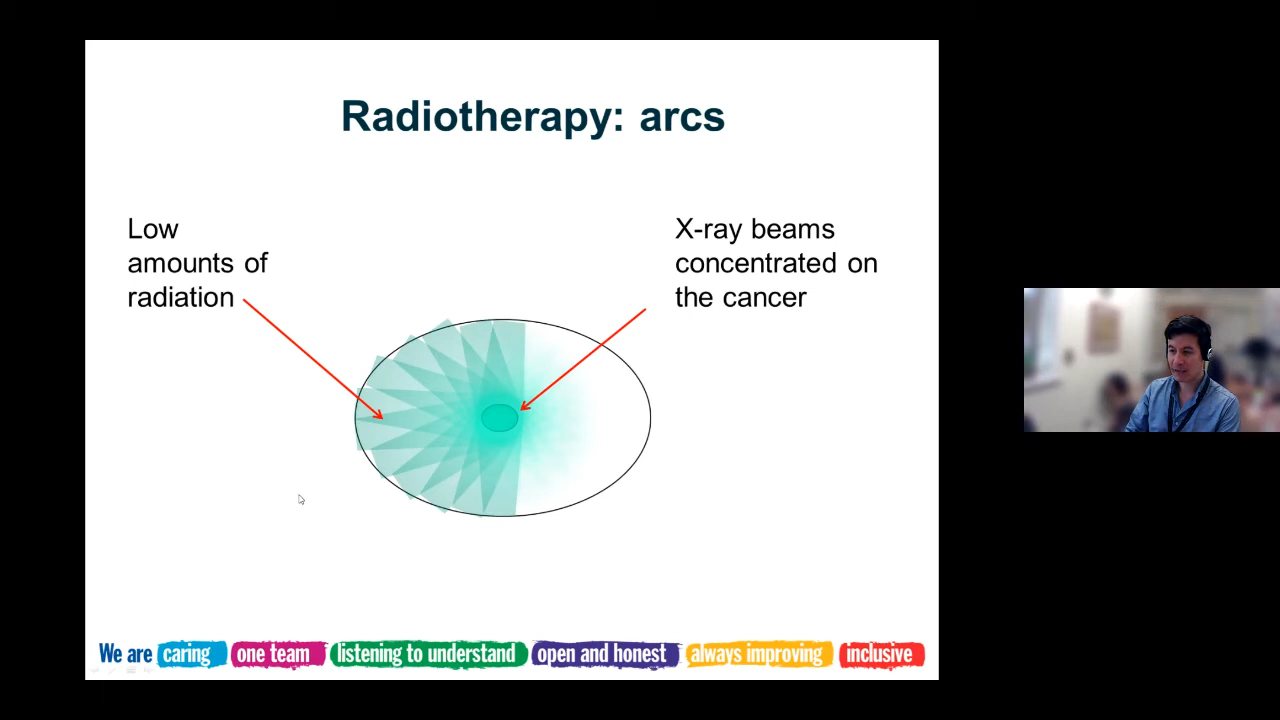 Radiotherapy: arcs
Low
amounts of
radiation
X-ray beams
concentrated on
the cancer
We are caring one team listening to understand open and honest always improving inclusive